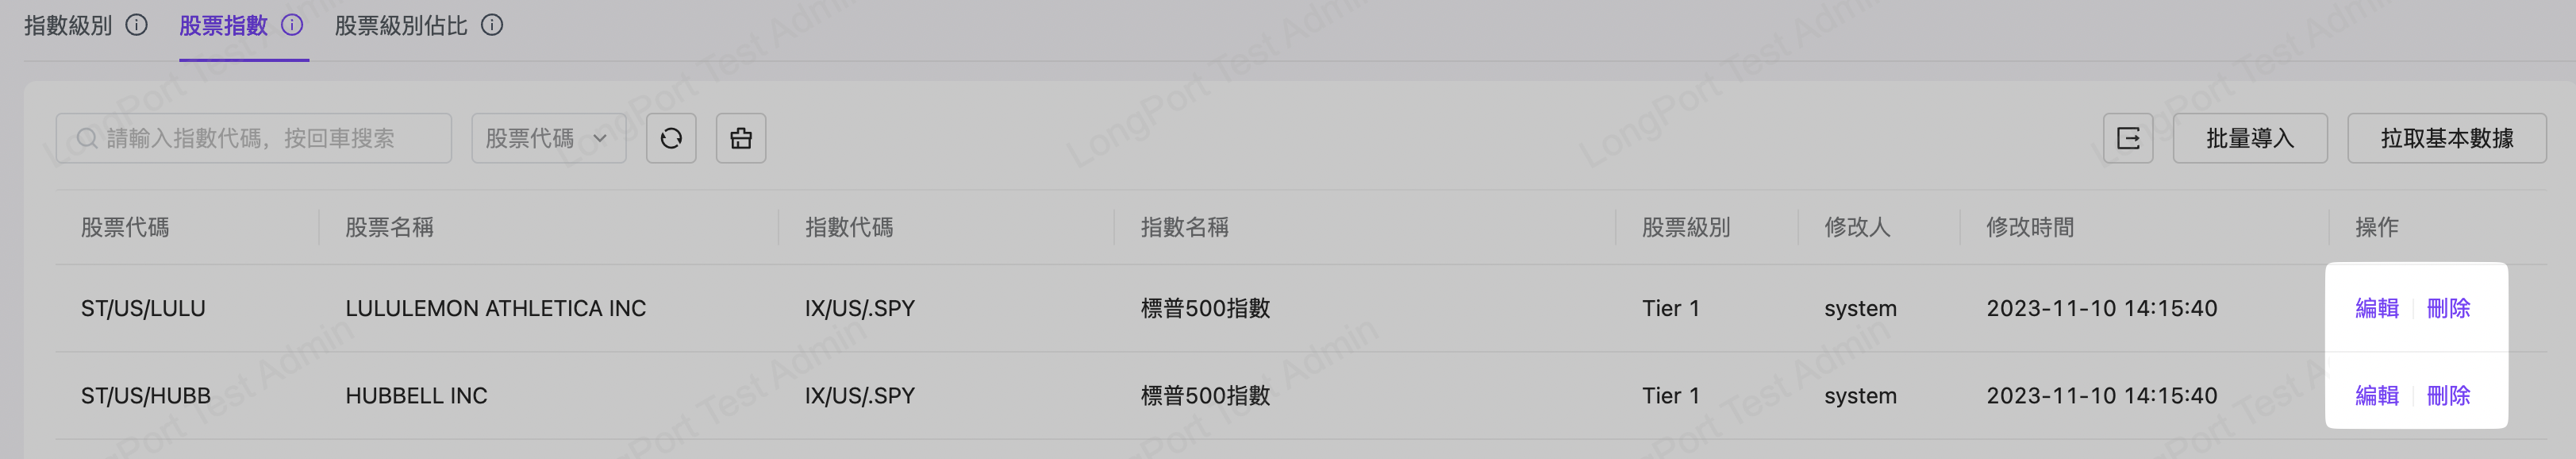 指數級別 股票指數 股票級別佔比
請輸入指數代碼，按回車搜索 股票代碼 批量導入 拉取基本數據
股票代碼 股票名稱 指數代碼 指數名稱 股票級別 修改人 修改時間 操作
ST/US/LULU LULULEMON ATHLETICA INC IX/US/.SPY 標普500指數 Tier 1 system 2023-11-10 14:15:40 編輯 刪除
ST/US/HUBB HUBBELL INC IX/US/.SPY 標普500指數 Tier 1 system 2023-11-10 14:15:40 編輯 刪除
LongPort Test Admin